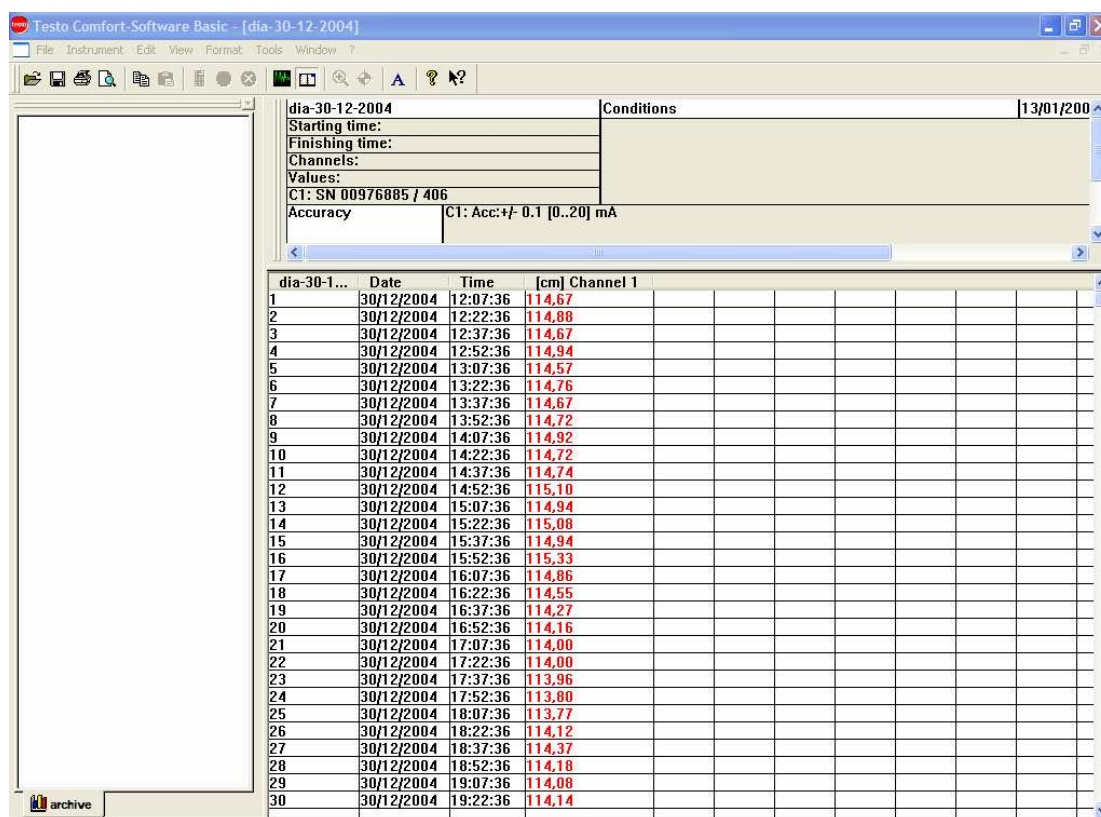 testo Testo Comfort-Software Basic - [dia-30-12-2004]
File Instrument Edit View Format Tools Window ?
A ? ?
dia-30-12-2004 Conditions 13/01/200
Starting time:
Finishing time:
Channels:
Values:
C1: SN 00976885 / 406
Accuracy C1: Acc:+/- 0.1 [0..20] mA
dia-30-1... Date Time [cm] Channel 1
1 30/12/2004 12:07:36 114,67
2 30/12/2004 12:22:36 114,88
3 30/12/2004 12:37:36 114,67
4 30/12/2004 12:52:36 114,94
5 30/12/2004 13:07:36 114,57
6 30/12/2004 13:22:36 114,76
7 30/12/2004 13:37:36 114,67
8 30/12/2004 13:52:36 114,72
9 30/12/2004 14:07:36 114,92
10 30/12/2004 14:22:36 114,72
11 30/12/2004 14:37:36 114,74
12 30/12/2004 14:52:36 115,10
13 30/12/2004 15:07:36 114,94
14 30/12/2004 15:22:36 115,08
15 30/12/2004 15:37:36 114,94
16 30/12/2004 15:52:36 115,33
17 30/12/2004 16:07:36 114,86
18 30/12/2004 16:22:36 114,55
19 30/12/2004 16:37:36 114,27
20 30/12/2004 16:52:36 114,16
21 30/12/2004 17:07:36 114,00
22 30/12/2004 17:22:36 114,00
23 30/12/2004 17:37:36 113,96
24 30/12/2004 17:52:36 113,80
25 30/12/2004 18:07:36 113,77
26 30/12/2004 18:22:36 114,12
27 30/12/2004 18:37:36 114,37
28 30/12/2004 18:52:36 114,18
29 30/12/2004 19:07:36 114,08
30 30/12/2004 19:22:36 114,14
archive